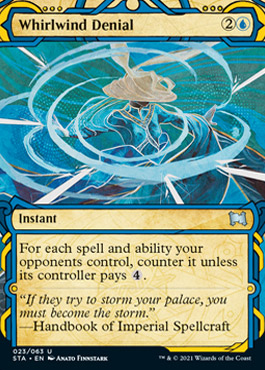 Whirlwind Denial 2
Instant
For each spell and ability your
opponents control, counter it unless
its controller pays 4.
“If they try to storm your palace, you
must become the storm.”
—Handbook of Imperial Spellcraft
023/063 U
STA • EN Anato Finnstark
™ & © 2021 Wizards of the Coast